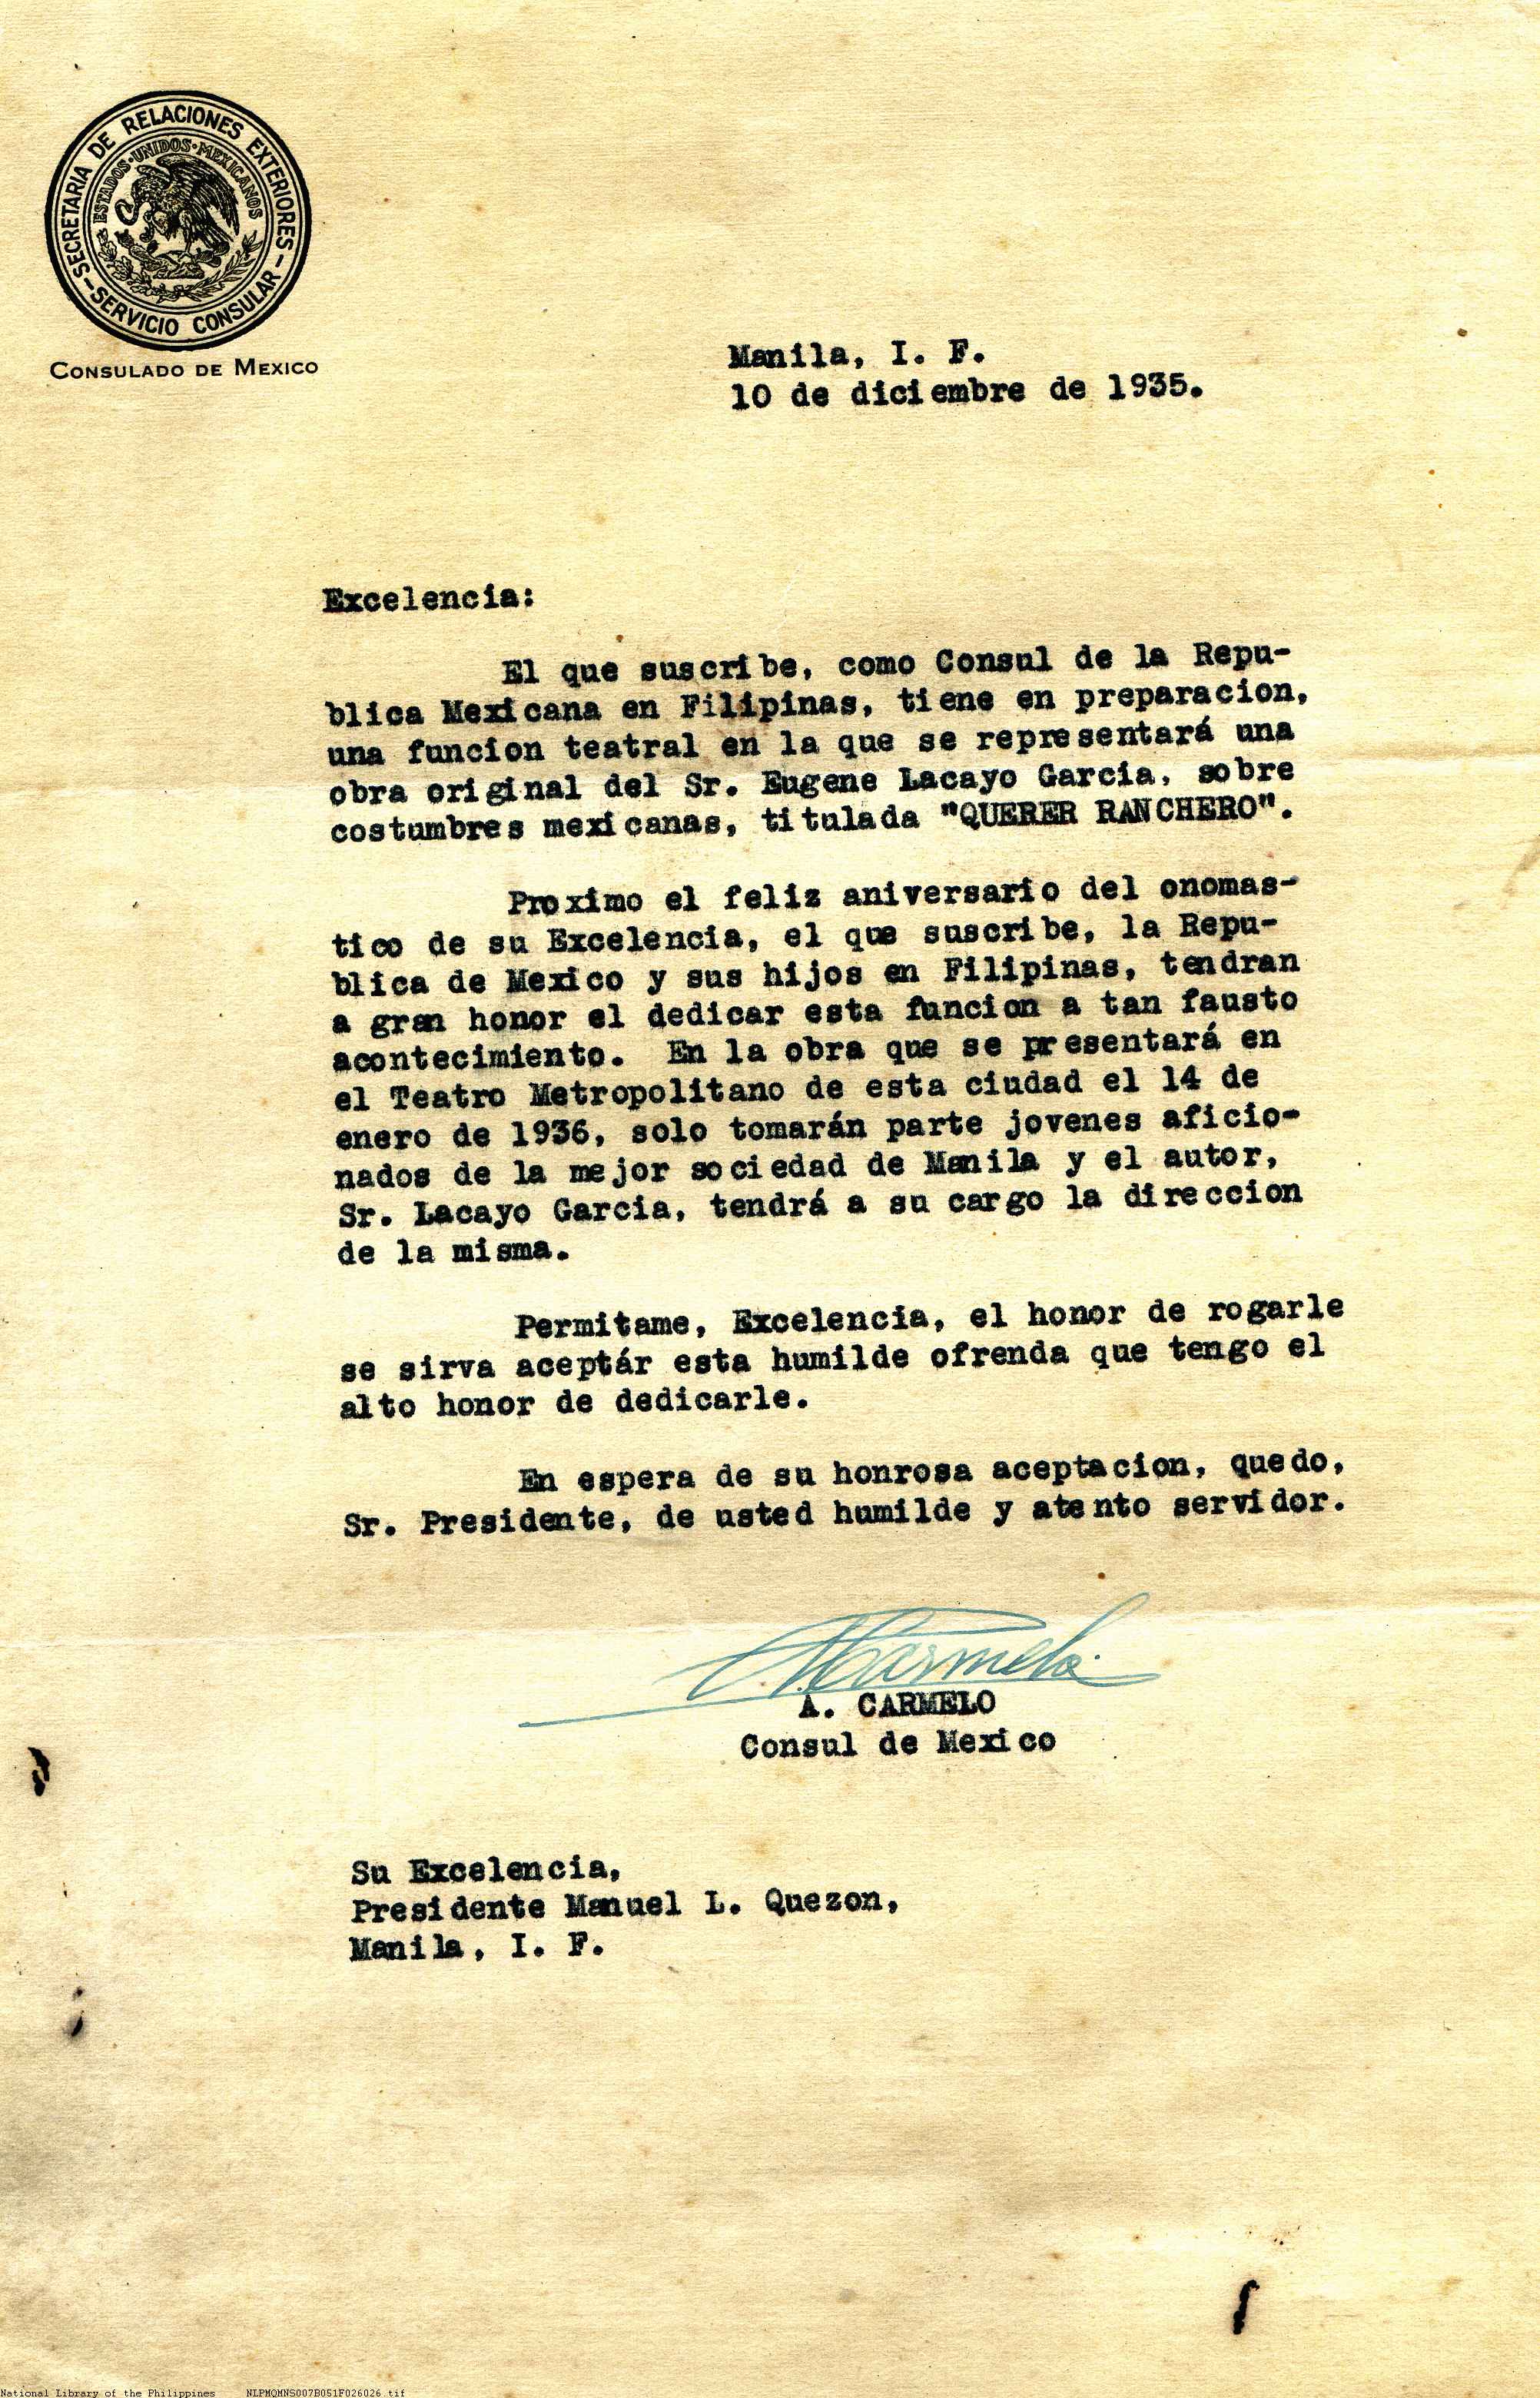 SECRETARIA DE RELACIONES EXTERIORES
ESTADOS·UNIDOS·MEXICANOS
SERVICIO CONSULAR
CONSULADO DE MEXICO
Manila, I. F.
10 de diciembre de 1935.
Excelencia:
El que suscribe, como Consul de la Repu-
blica Mexicana en Filipinas, tiene en preparacion,
una funcion teatral en la que se representará una
obra original del Sr. Eugene Lacayo Garcia, sobre
costumbres mexicanas, titulada "QUERER RANCHERO".
Proximo el feliz aniversario del onomas-
tico de su Excelencia, el que suscribe, la Repu-
blica de Mexico y sus hijos en Filipinas, tendran
a gran honor el dedicar esta funcion a tan fausto
acontecimiento. En la obra que se presentará en
el Teatro Metropolitano de esta ciudad el 14 de
enero de 1936, solo tomarán parte jovenes aficio-
nados de la mejor sociedad de Manila y el autor,
Sr. Lacayo Garcia, tendrá a su cargo la direccion
de la misma.
Permitame, Excelencia, el honor de rogarle
se sirva aceptár esta humilde ofrenda que tengo el
alto honor de dedicarle.
En espera de su honrosa aceptacion, quedo,
Sr. Presidente, de usted humilde y atento servidor.
A. Carmelo
A. CARMELO
Consul de Mexico
Su Excelencia,
Presidente Manuel L. Quezon,
Manila, I. F.
National Library of the Philippines NLPMQMNS007B051F026026.tif